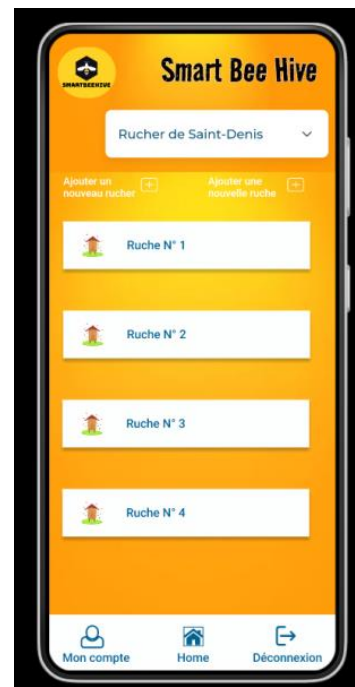 SMARTBEEHIVE
Smart Bee Hive
Rucher de Saint-Denis
Ajouter un
nouveau rucher
Ajouter une
nouvelle ruche
Ruche N° 1
Ruche N° 2
Ruche N° 3
Ruche N° 4
Mon compte
Home
Déconnexion